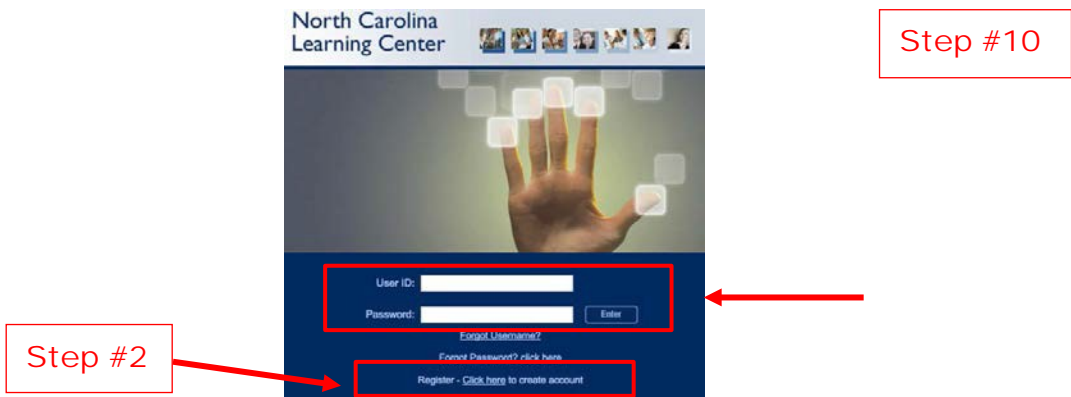 North Carolina
Learning Center
Step #10
User ID:
Password:
Enter
Forgot Username?
Forgot Password? click here
Step #2
Register - Click here to create account